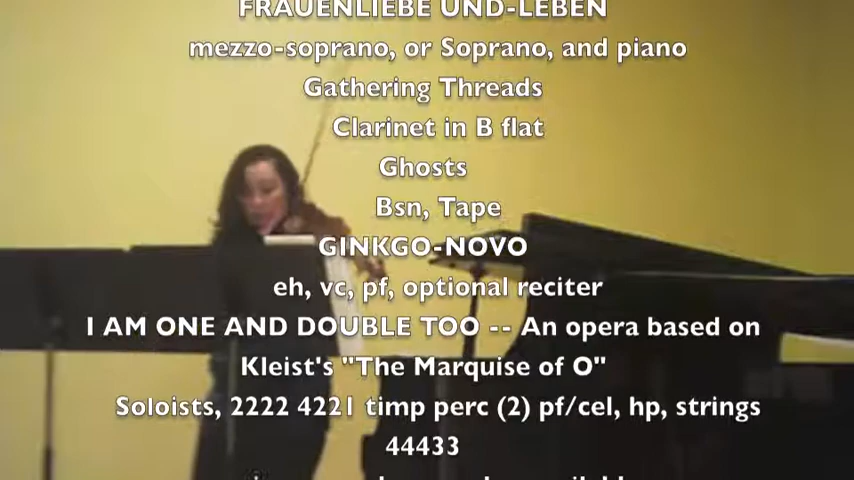 FRAUENLIEBE UND-LEBEN
mezzo-soprano, or Soprano, and piano
Gathering Threads
Clarinet in B flat
Ghosts
Bsn, Tape
GINKGO-NOVO
eh, vc, pf, optional reciter
I AM ONE AND DOUBLE TOO -- An opera based on
Kleist's "The Marquise of O"
Soloists, 2222 4221 timp perc (2) pf/cel, hp, strings
44433